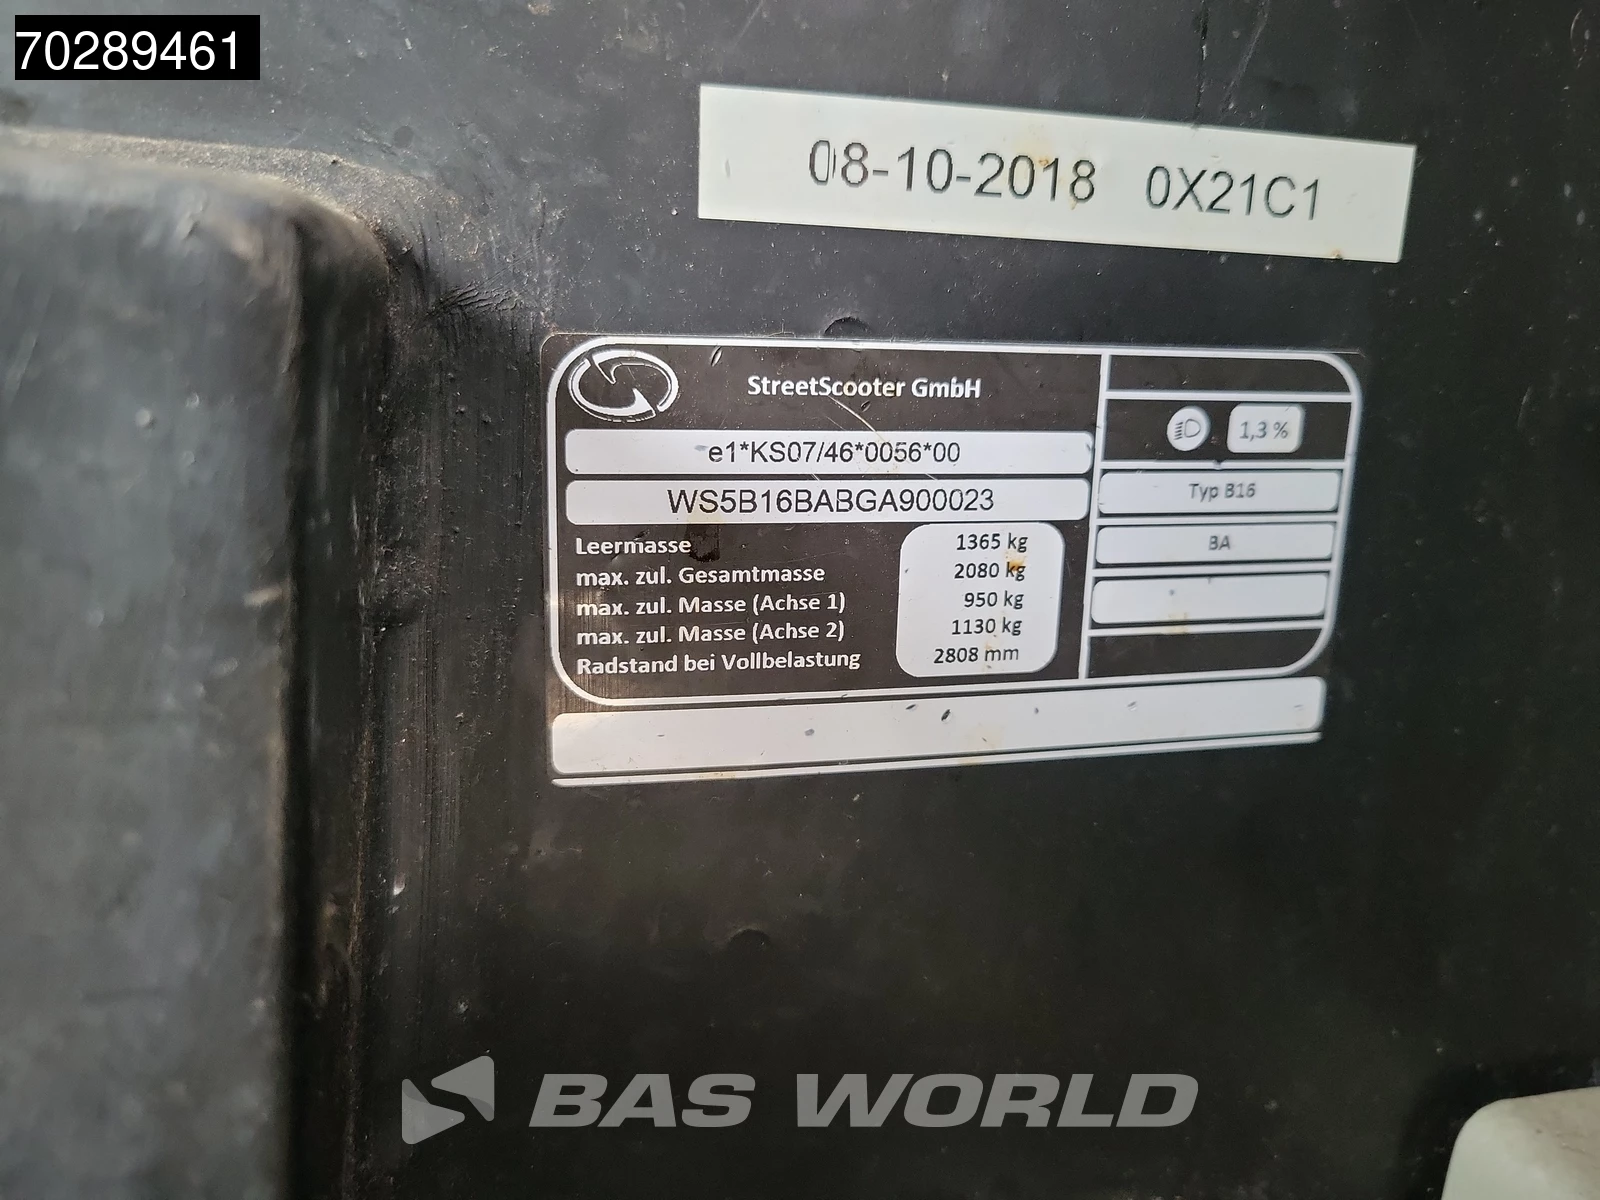 70289461
08-10-2018 0X21C1
StreetScooter GmbH
e1*KS07/46*0056*00
1,3 %
WS5B16BABGA900023
Typ B16
BA
Leermasse 1365 kg
max. zul. Gesamtmasse 2080 kg
max. zul. Masse (Achse 1) 950 kg
max. zul. Masse (Achse 2) 1130 kg
Radstand bei Vollbelastung 2808 mm
BAS WORLD